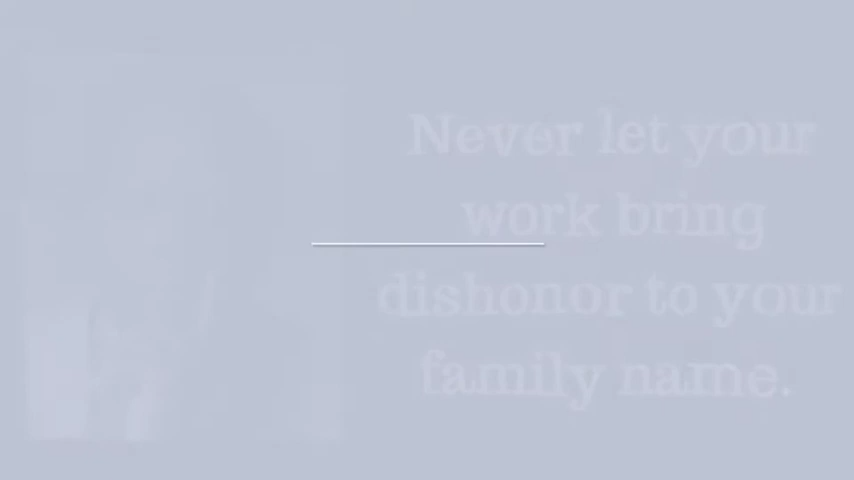 Never let your
work bring
dishonor to your
family name.